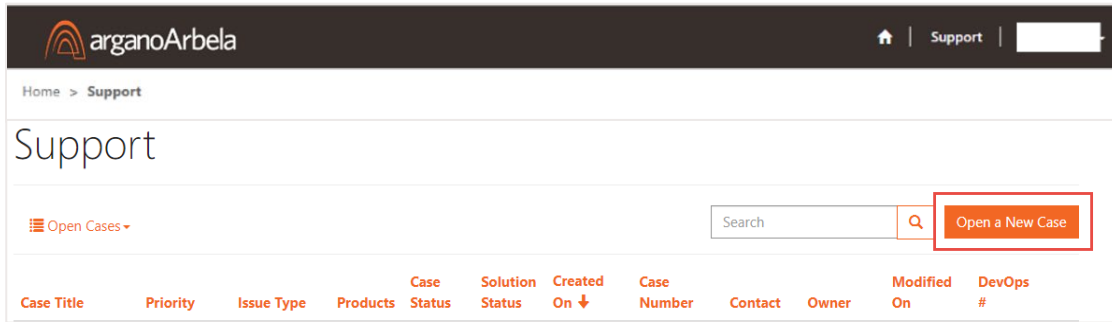 arganoArbela
Support
Home > Support
Support
Open Cases
Search
Open a New Case
Case Title Priority Issue Type Products Case Status Solution Status Created On Case Number Contact Owner Modified On DevOps #